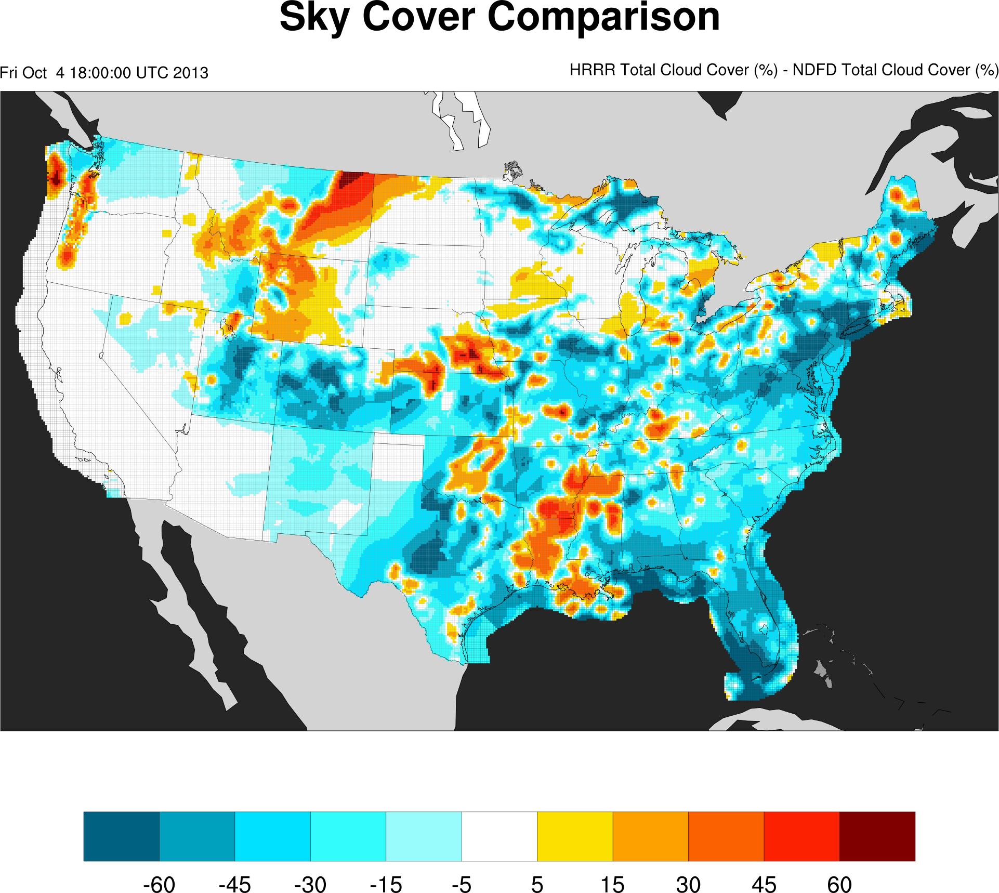 Sky Cover Comparison
Fri Oct  4 18:00:00 UTC 2013
HRRR Total Cloud Cover (%) - NDFD Total Cloud Cover (%)
-60 -45 -30 -15 -5 5 15 30 45 60